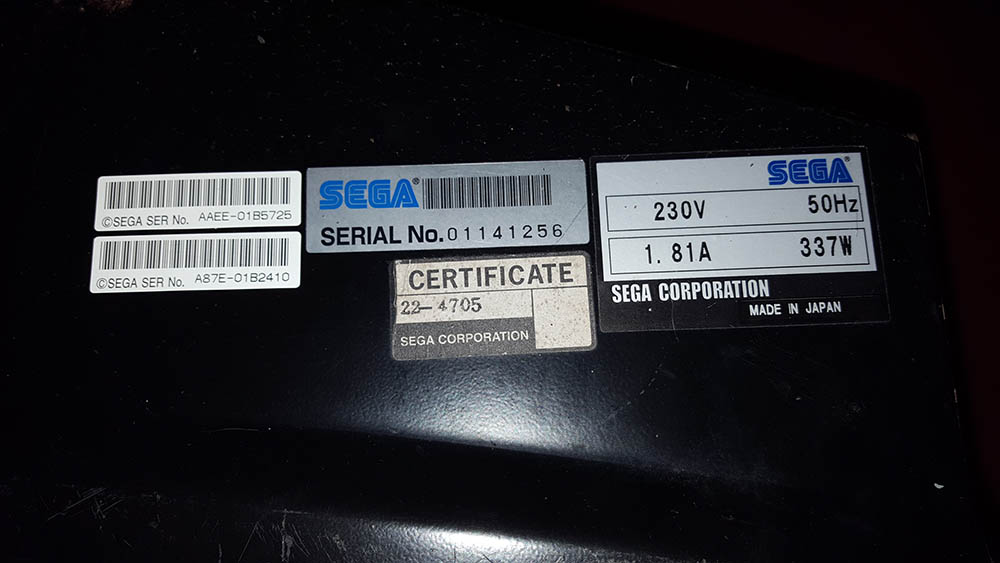 ©SEGA SER No. AAEE-01B5725
©SEGA SER No. A87E-01B2410
SEGA®
SERIAL No. 01141256
CERTIFICATE
22-4705
SEGA CORPORATION
SEGA®
230V 50Hz
1.81A 337W
SEGA CORPORATION
MADE IN JAPAN